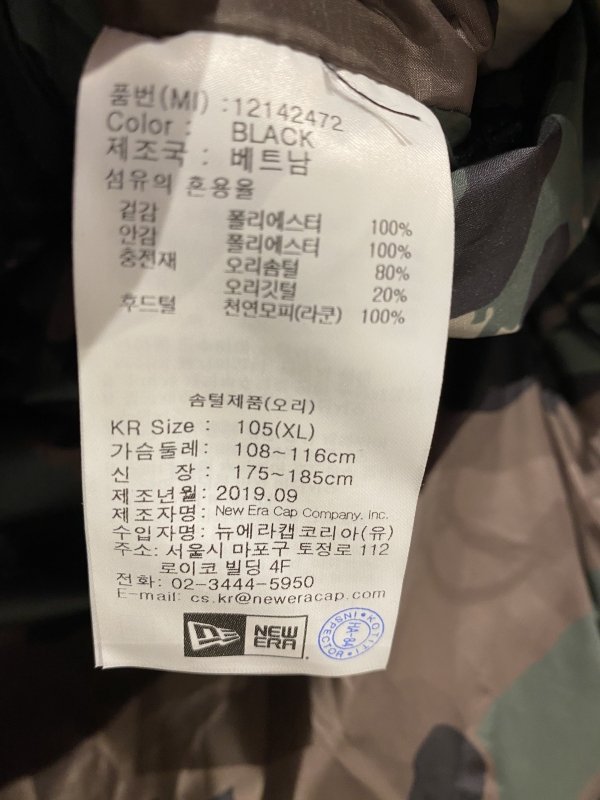 품번(MI) : 12142472
Color : BLACK
제조국 : 베트남
섬유의 혼용율
겉감 폴리에스터 100%
안감 폴리에스터 100%
충전재 오리솜털 80%
오리깃털 20%
후드털 천연모피(라쿤) 100%
솜털제품(오리)
KR Size : 105(XL)
가슴둘레: 108~116cm
신 장: 175~185cm
제조년월: 2019.09
제조자명: New Era Cap Company, Inc.
수입자명: 뉴에라캡코리아(유)
주소: 서울시 마포구 토정로 112
로이코 빌딩 4F
전화: 02-3444-5950
E-mail: cs.kr@neweracap.com
NEW
ERA
KOTITI
INSPECTOR